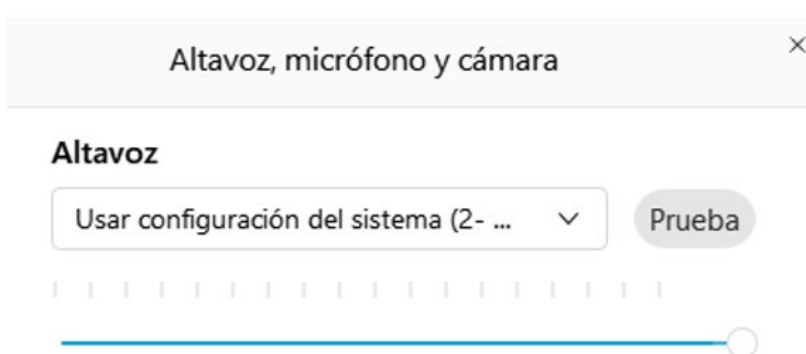 Altavoz, micrófono y cámara
Altavoz
Usar configuración del sistema (2- ...
Prueba